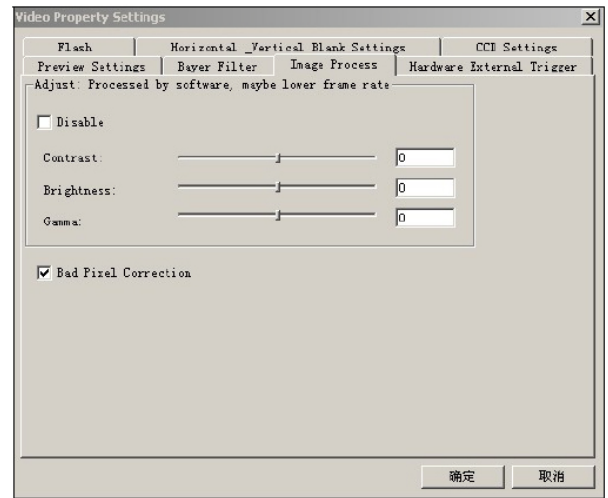 Video Property Settings
Flash Horizontal _Vertical Blank Settings CCD Settings
Preview Settings Bayer Filter Image Process Hardware External Trigger
Adjust: Processed by software, maybe lower frame rate
Disable
Contrast: 0
Brightness: 0
Gamma: 0
Bad Pixel Correction
确定 取消